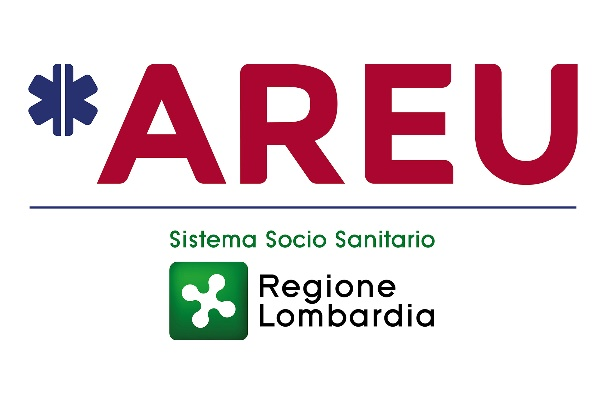 *AREU
Sistema Socio Sanitario
Regione
Lombardia